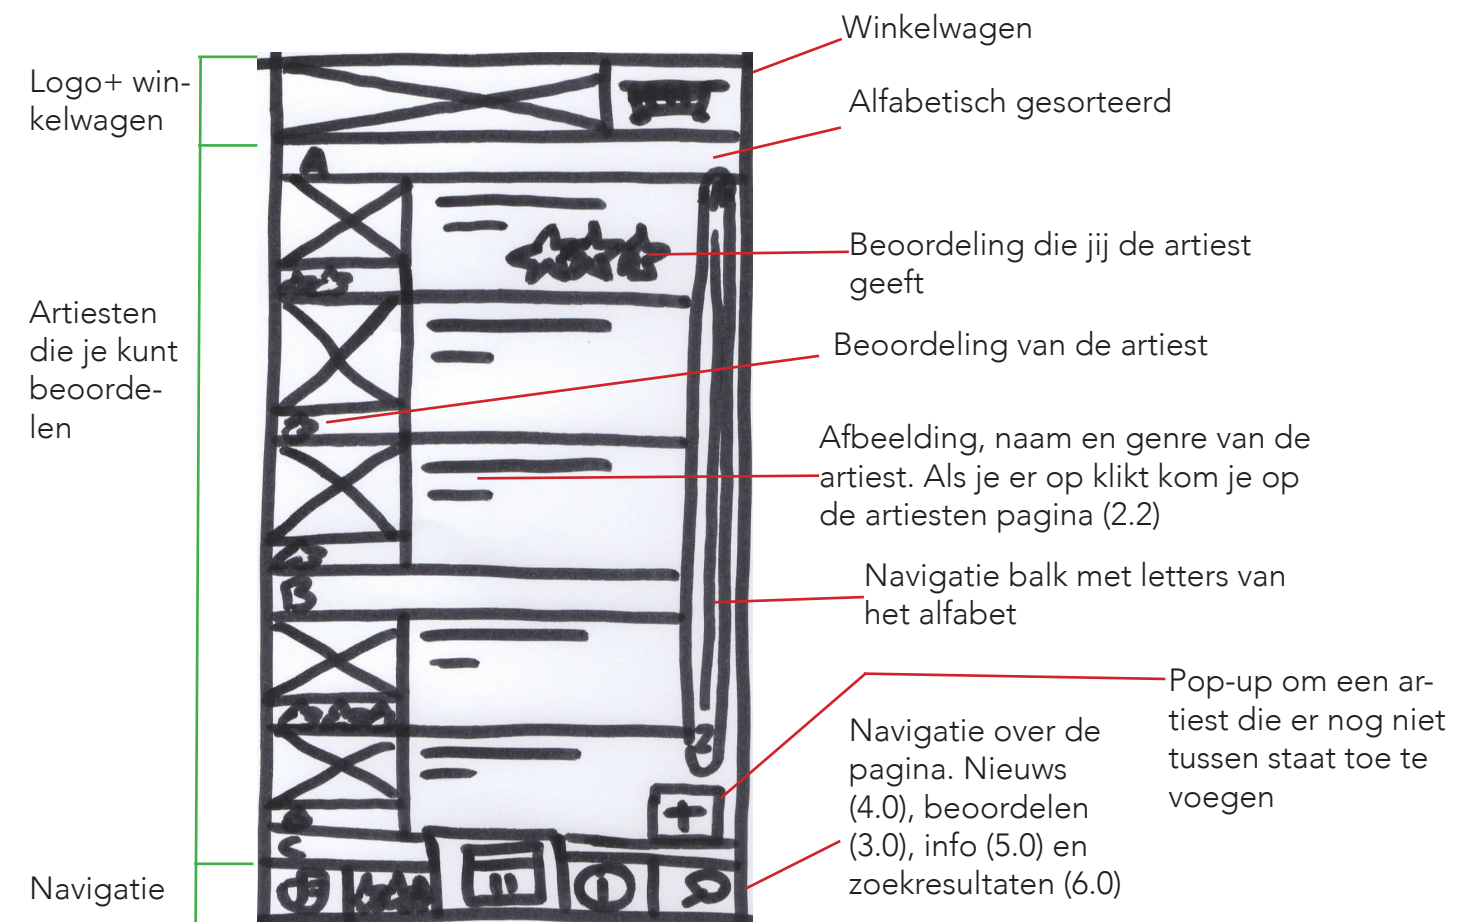 Logo+ win-
kelwagen
Artiesten
die je kunt
beoorde-
len
Navigatie
A
B
C
Z
Winkelwagen
Alfabetisch gesorteerd
Beoordeling die jij de artiest
geeft
Beoordeling van de artiest
Afbeelding, naam en genre van de
artiest. Als je er op klikt kom je op
de artiesten pagina (2.2)
Navigatie balk met letters van
het alfabet
Pop-up om een ar-
tiest die er nog niet
tussen staat toe te
voegen
Navigatie over de
pagina. Nieuws
(4.0), beoordelen
(3.0), info (5.0) en
zoekresultaten (6.0)